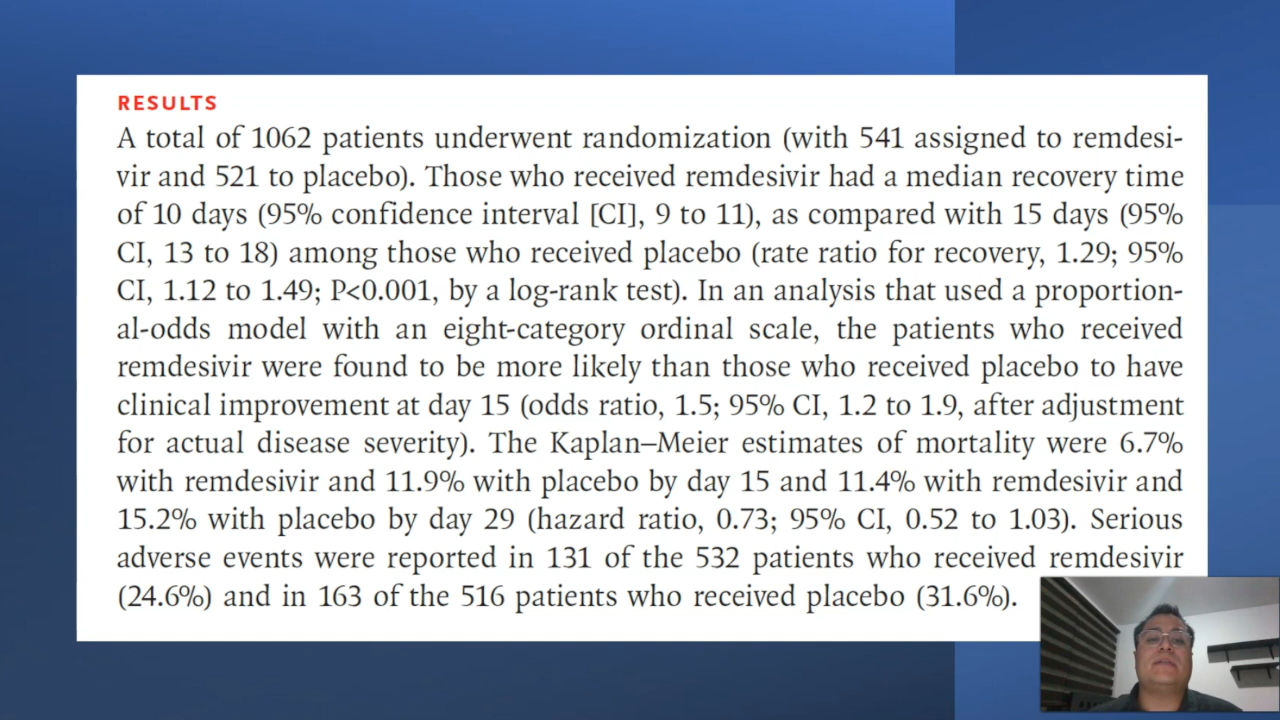 RESULTS
A total of 1062 patients underwent randomization (with 541 assigned to remdesi-
vir and 521 to placebo). Those who received remdesivir had a median recovery time
of 10 days (95% confidence interval [CI], 9 to 11), as compared with 15 days (95%
CI, 13 to 18) among those who received placebo (rate ratio for recovery, 1.29; 95%
CI, 1.12 to 1.49; P<0.001, by a log-rank test). In an analysis that used a proportion-
al-odds model with an eight-category ordinal scale, the patients who received
remdesivir were found to be more likely than those who received placebo to have
clinical improvement at day 15 (odds ratio, 1.5; 95% CI, 1.2 to 1.9, after adjustment
for actual disease severity). The Kaplan–Meier estimates of mortality were 6.7%
with remdesivir and 11.9% with placebo by day 15 and 11.4% with remdesivir and
15.2% with placebo by day 29 (hazard ratio, 0.73; 95% CI, 0.52 to 1.03). Serious
adverse events were reported in 131 of the 532 patients who received remdesivir
(24.6%) and in 163 of the 516 patients who received placebo (31.6%).